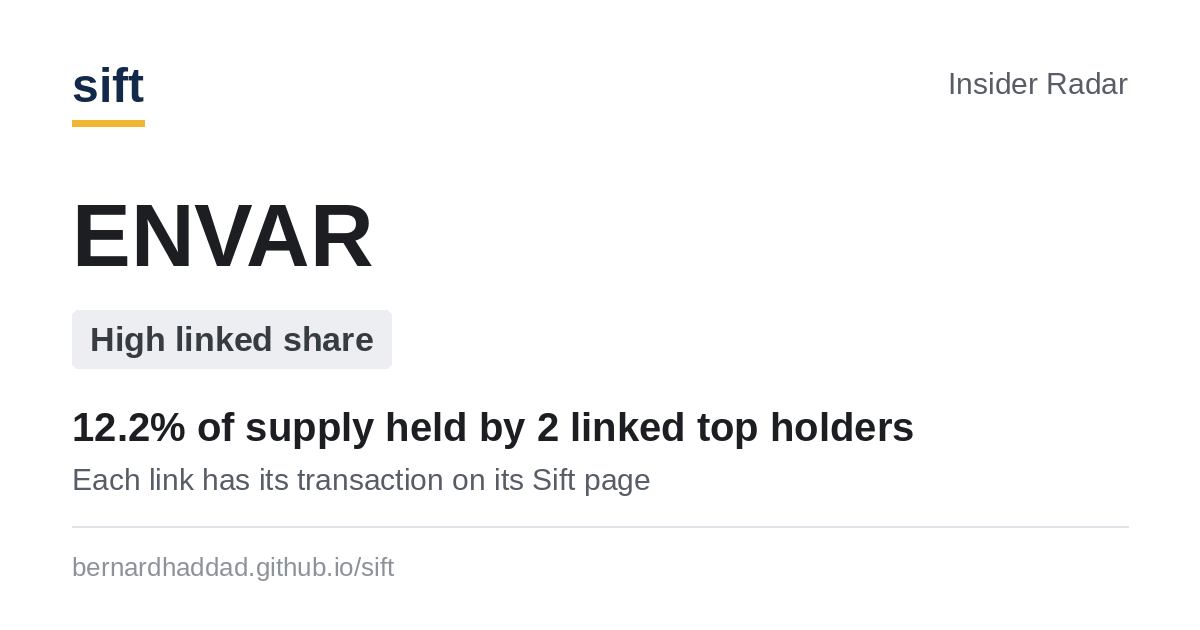 sift
Insider Radar
ENVAR
High linked share
12.2% of supply held by 2 linked top holders
Each link has its transaction on its Sift page
bernardhaddad.github.io/sift